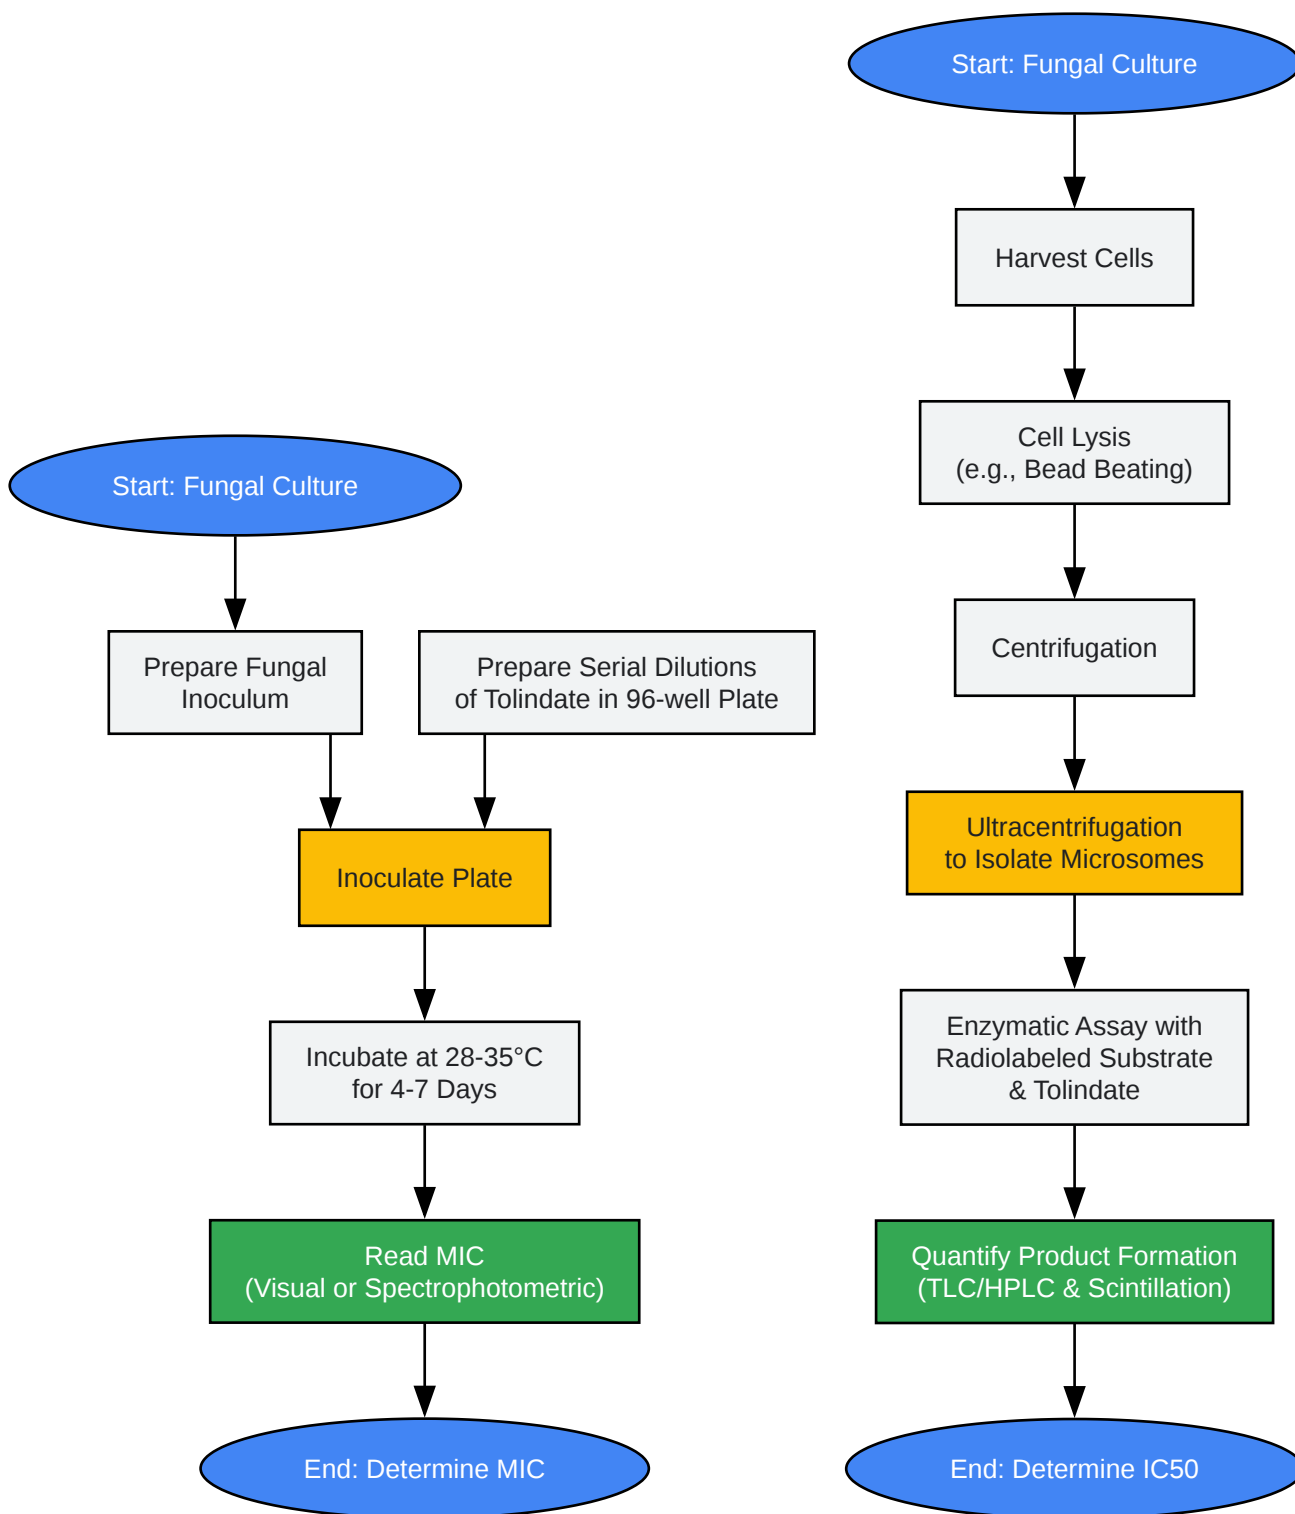 Start: Fungal Culture
Prepare Fungal
Inoculum
Prepare Serial Dilutions
of Tolindate in 96-well Plate
Inoculate Plate
Incubate at 28-35°C
for 4-7 Days
Read MIC
(Visual or Spectrophotometric)
End: Determine MIC
Start: Fungal Culture
Harvest Cells
Cell Lysis
(e.g., Bead Beating)
Centrifugation
Ultracentrifugation
to Isolate Microsomes
Enzymatic Assay with
Radiolabeled Substrate
& Tolindate
Quantify Product Formation
(TLC/HPLC & Scintillation)
End: Determine IC50